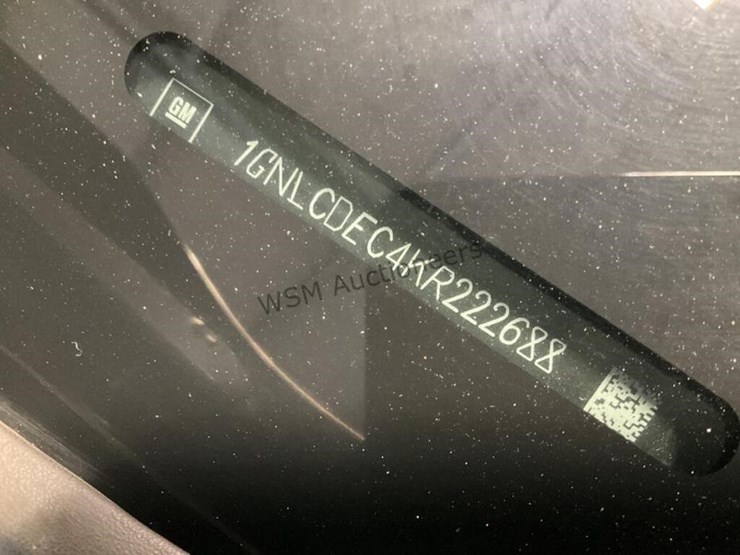 GM
1GNLCDEC4KR222688
WSM Auctioneers